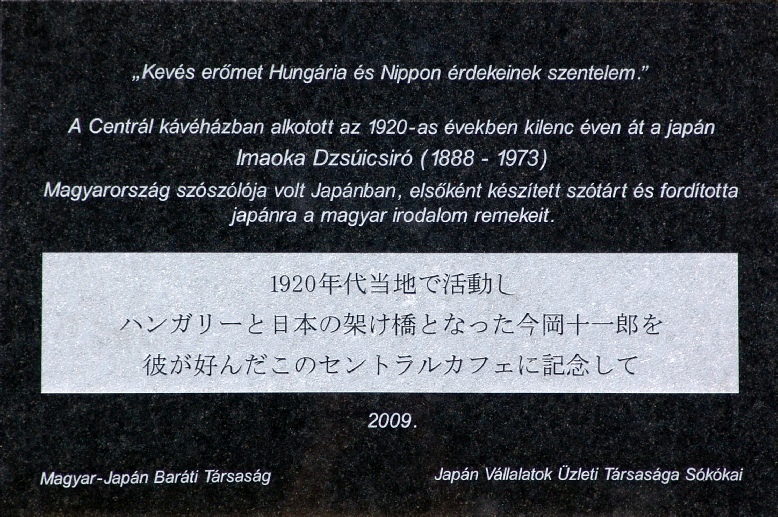 „Kevés erőmet Hungária és Nippon érdekeinek szentelem.”
A Centrál kávéházban alkotott az 1920-as években kilenc éven át a japán
Imaoka Dzsúicsiró (1888 - 1973)
Magyarország szószólója volt Japánban, elsőként készített szótárt és fordította
japánra a magyar irodalom remekeit.
1920年代当地で活動し
ハンガリーと日本の架け橋となった今岡十一郎を
彼が好んだこのセントラルカフェに記念して
2009.
Magyar-Japán Baráti Társaság
Japán Vállalatok Üzleti Társasága Sókókai